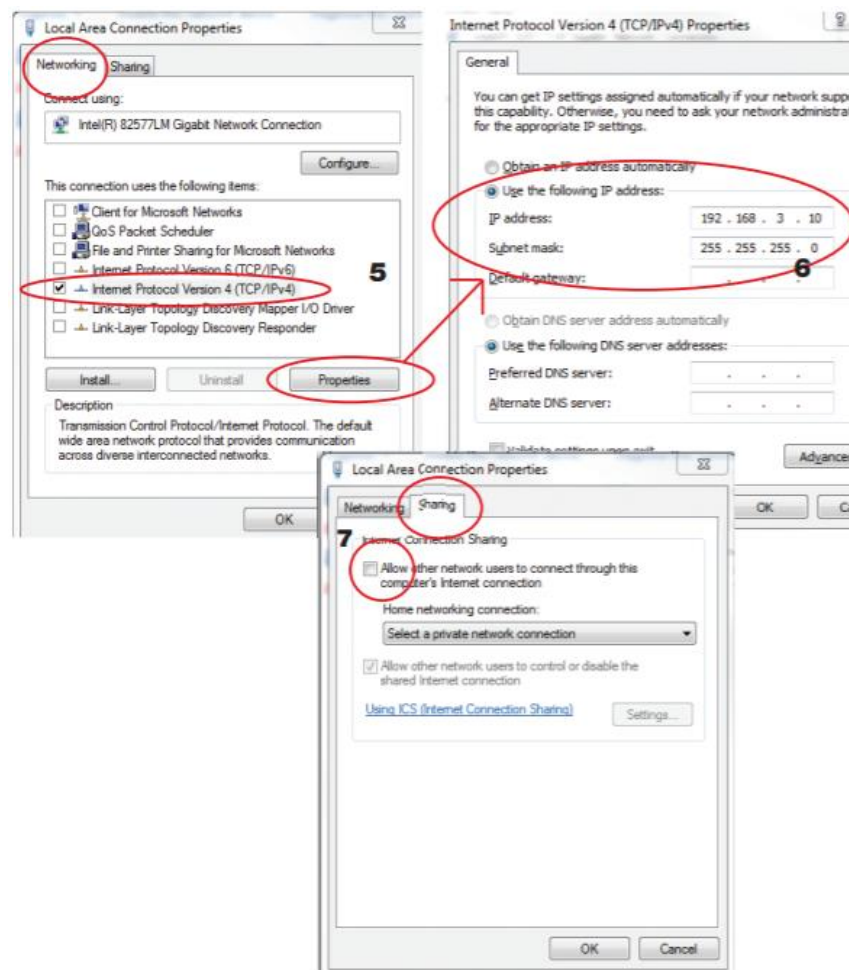 Local Area Connection Properties
Networking
Sharing
Connect using:
Intel(R) 82577LM Gigabit Network Connection
Configure...
This connection uses the following items:
Client for Microsoft Networks
QoS Packet Scheduler
File and Printer Sharing for Microsoft Networks
Internet Protocol Version 6 (TCP/IPv6)
Internet Protocol Version 4 (TCP/IPv4)
Link-Layer Topology Discovery Mapper I/O Driver
Link-Layer Topology Discovery Responder
5
Install...
Uninstall
Properties
Description
Transmission Control Protocol/Internet Protocol. The default
wide area network protocol that provides communication
across diverse interconnected networks.
OK
Internet Protocol Version 4 (TCP/IPv4) Properties
General
You can get IP settings assigned automatically if your network suppo
this capability. Otherwise, you need to ask your network administrat
for the appropriate IP settings.
Obtain an IP address automatically
Use the following IP address:
IP address: 192 . 168 . 3 . 10
Subnet mask: 255 . 255 . 255 . 0
6
Default gateway: . . .
Obtain DNS server address automatically
Use the following DNS server addresses:
Preferred DNS server: . . .
Alternate DNS server: . . .
Validate settings upon exit
Advanced
OK
Ca
Local Area Connection Properties
Networking
Sharing
7
Internet Connection Sharing
Allow other network users to connect through this
computer's Internet connection
Home networking connection:
Select a private network connection
Allow other network users to control or disable the
shared Internet connection
Using ICS (Internet Connection Sharing)
Settings...
OK
Cancel